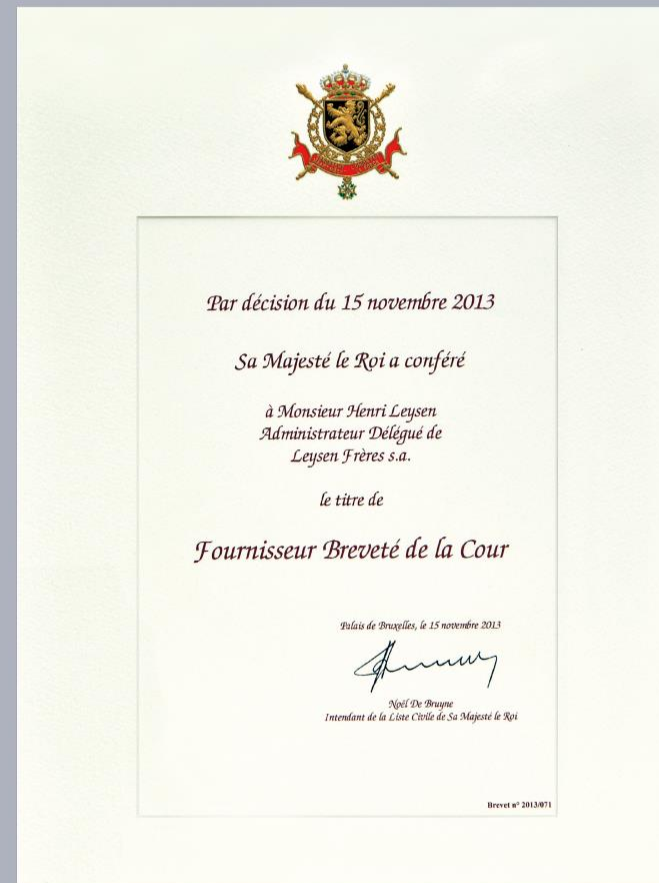 Par décision du 15 novembre 2013
Sa Majesté le Roi a conféré
à Monsieur Henri Leysen
Administrateur Délégué de
Leysen Frères s.a.
le titre de
Fournisseur Breveté de la Cour
Palais de Bruxelles, le 15 novembre 2013
Noël De Bruyne
Intendant de la Liste Civile de Sa Majesté le Roi
Brevet n° 2013/071